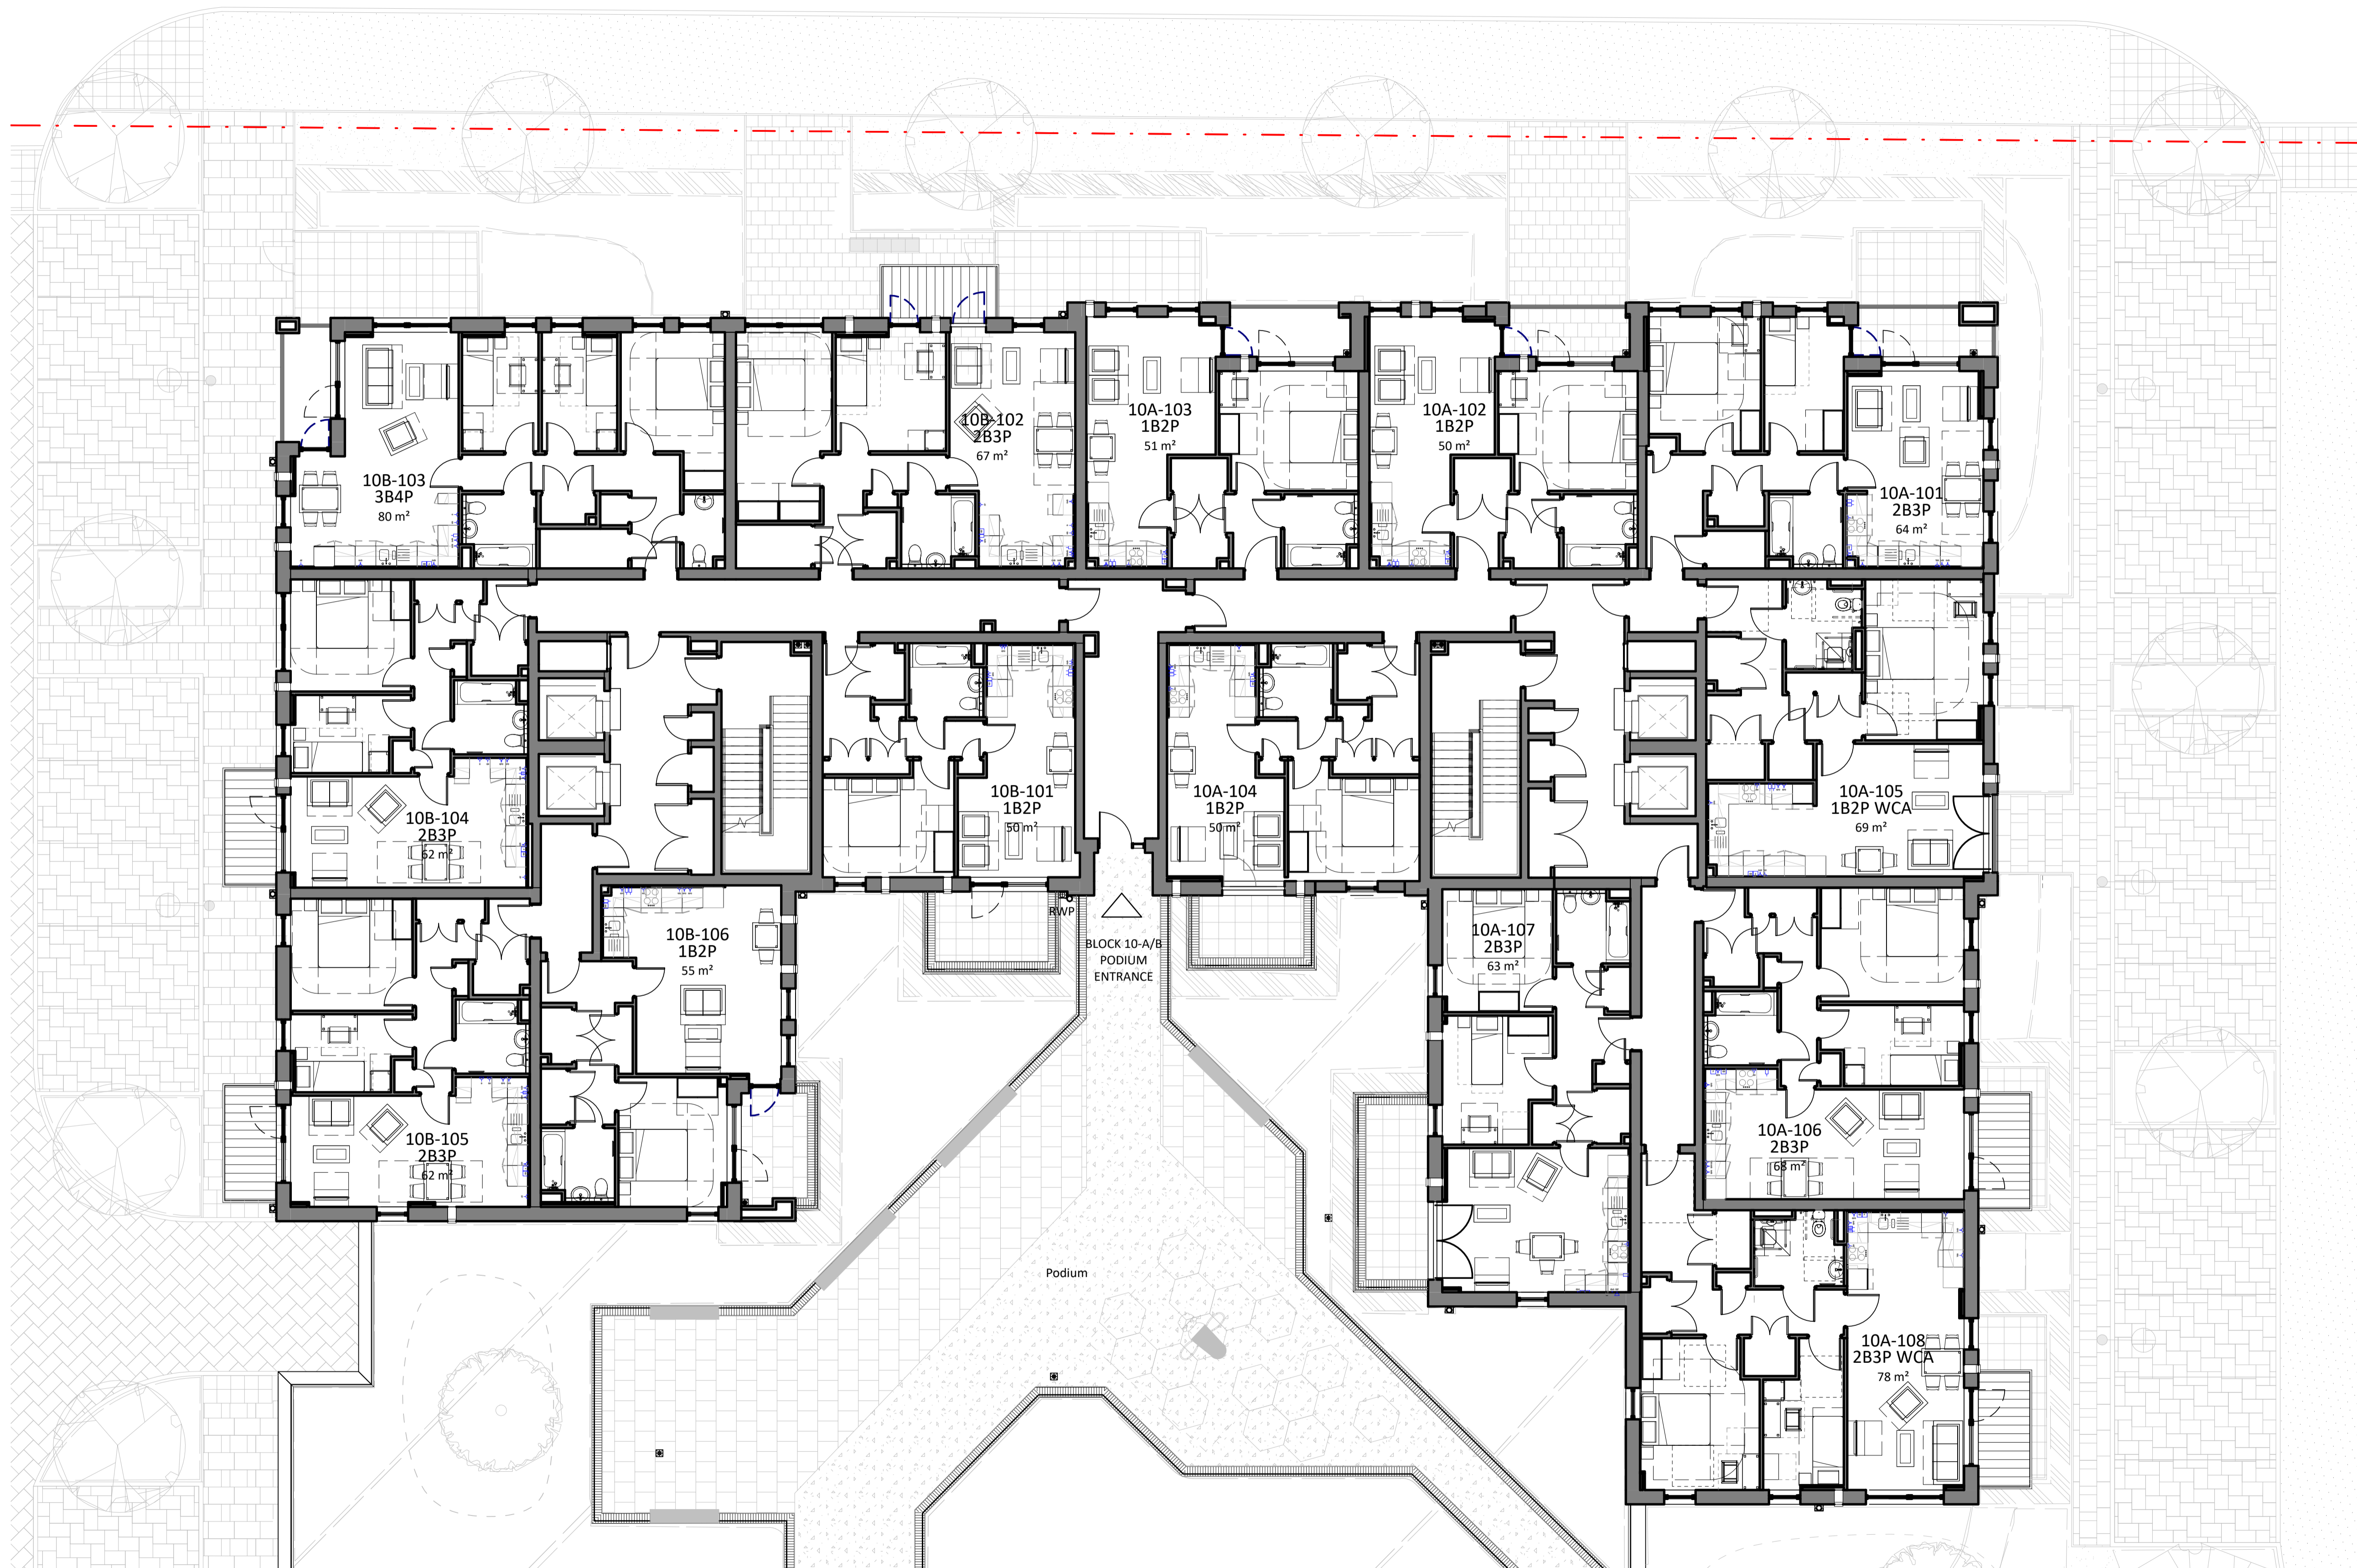 10B-102
2B3P
67 m²
10A-103
1B2P
51 m²
10A-102
1B2P
50 m²
10B-103
3B4P
80 m²
10A-101
2B3P
64 m²
10B-104
2B3P
62 m²
10B-101
1B2P
50 m²
10A-104
1B2P
50 m²
10A-105
1B2P WCA
69 m²
10B-106
1B2P
55 m²
RWP
BLOCK 10-A/B
PODIUM
ENTRANCE
10A-107
2B3P
63 m²
10B-105
2B3P
62 m²
10A-106
2B3P
68 m²
Podium
10A-108
2B3P WCA
78 m²